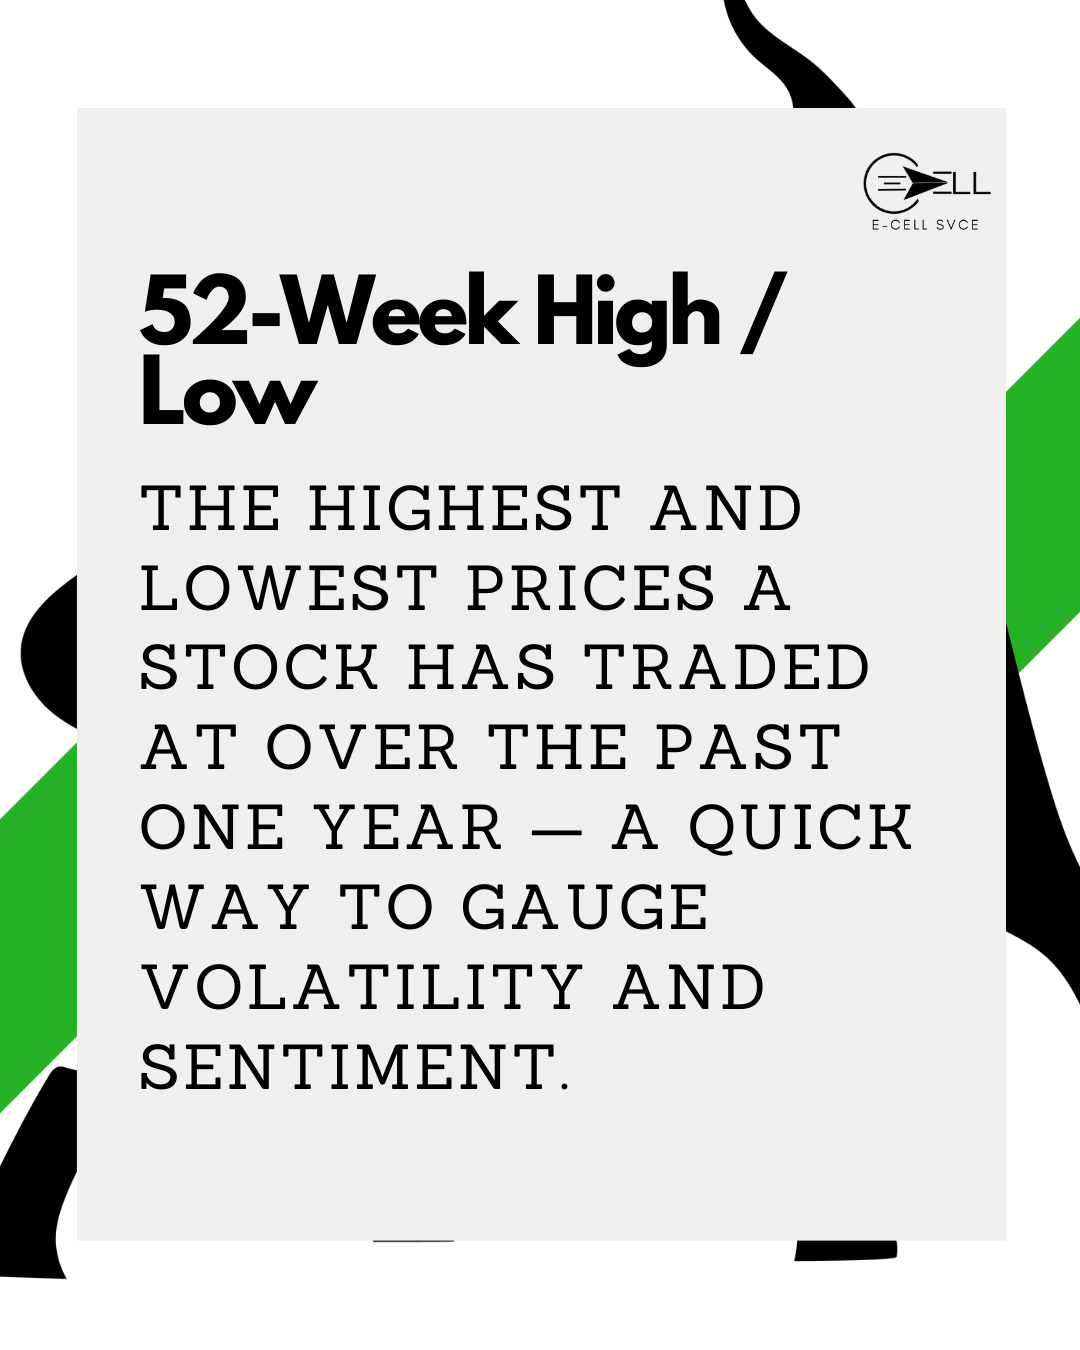 ELL
E-CELL SVCE
52-Week High /
Low
THE HIGHEST AND
LOWEST PRICES A
STOCK HAS TRADED
AT OVER THE PAST
ONE YEAR — A QUICK
WAY TO GAUGE
VOLATILITY AND
SENTIMENT.